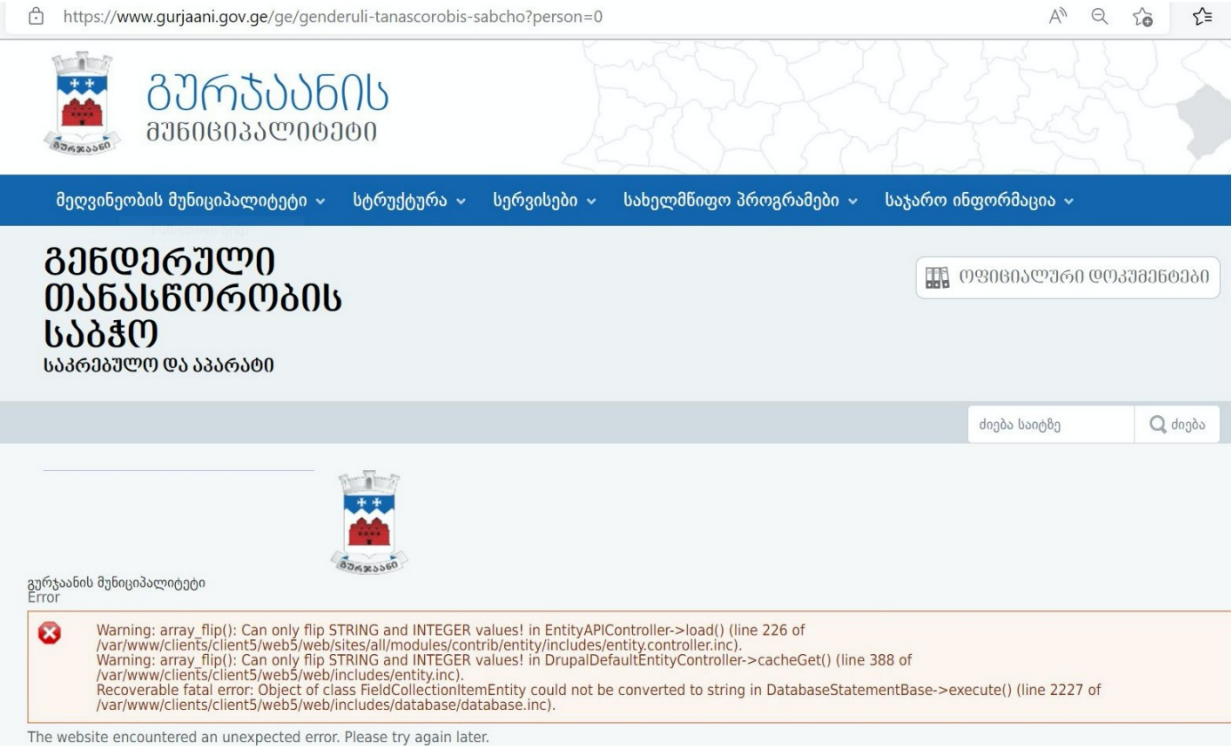 https://www.gurjaani.gov.ge/ge/genderuli-tanascorobis-sabcho?person=0
გურჯაანის
მუნიციპალიტეტი
გურჯაანი
მეღვინეობის მუნიციპალიტეტი
სტრუქტურა
სერვისები
სახელმწიფო პროგრამები
საჯარო ინფორმაცია
გენდერული
თანასწორობის
საბჭო
საკრებულო და აპარატი
ოფიციალური დოკუმენტები
ძიება საიტზე
ძიება
გურჯაანი
გურჯაანის მუნიციპალიტეტი
Error
Warning: array_flip(): Can only flip STRING and INTEGER values! in EntityAPIController->load() (line 226 of
/var/www/clients/client5/web5/web/sites/all/modules/contrib/entity/includes/entity.controller.inc).
Warning: array_flip(): Can only flip STRING and INTEGER values! in DrupalDefaultEntityController->cacheGet() (line 388 of
/var/www/clients/client5/web5/web/includes/entity.inc).
Recoverable fatal error: Object of class FieldCollectionItemEntity could not be converted to string in DatabaseStatementBase->execute() (line 2227 of
/var/www/clients/client5/web5/web/includes/database/database.inc).
The website encountered an unexpected error. Please try again later.